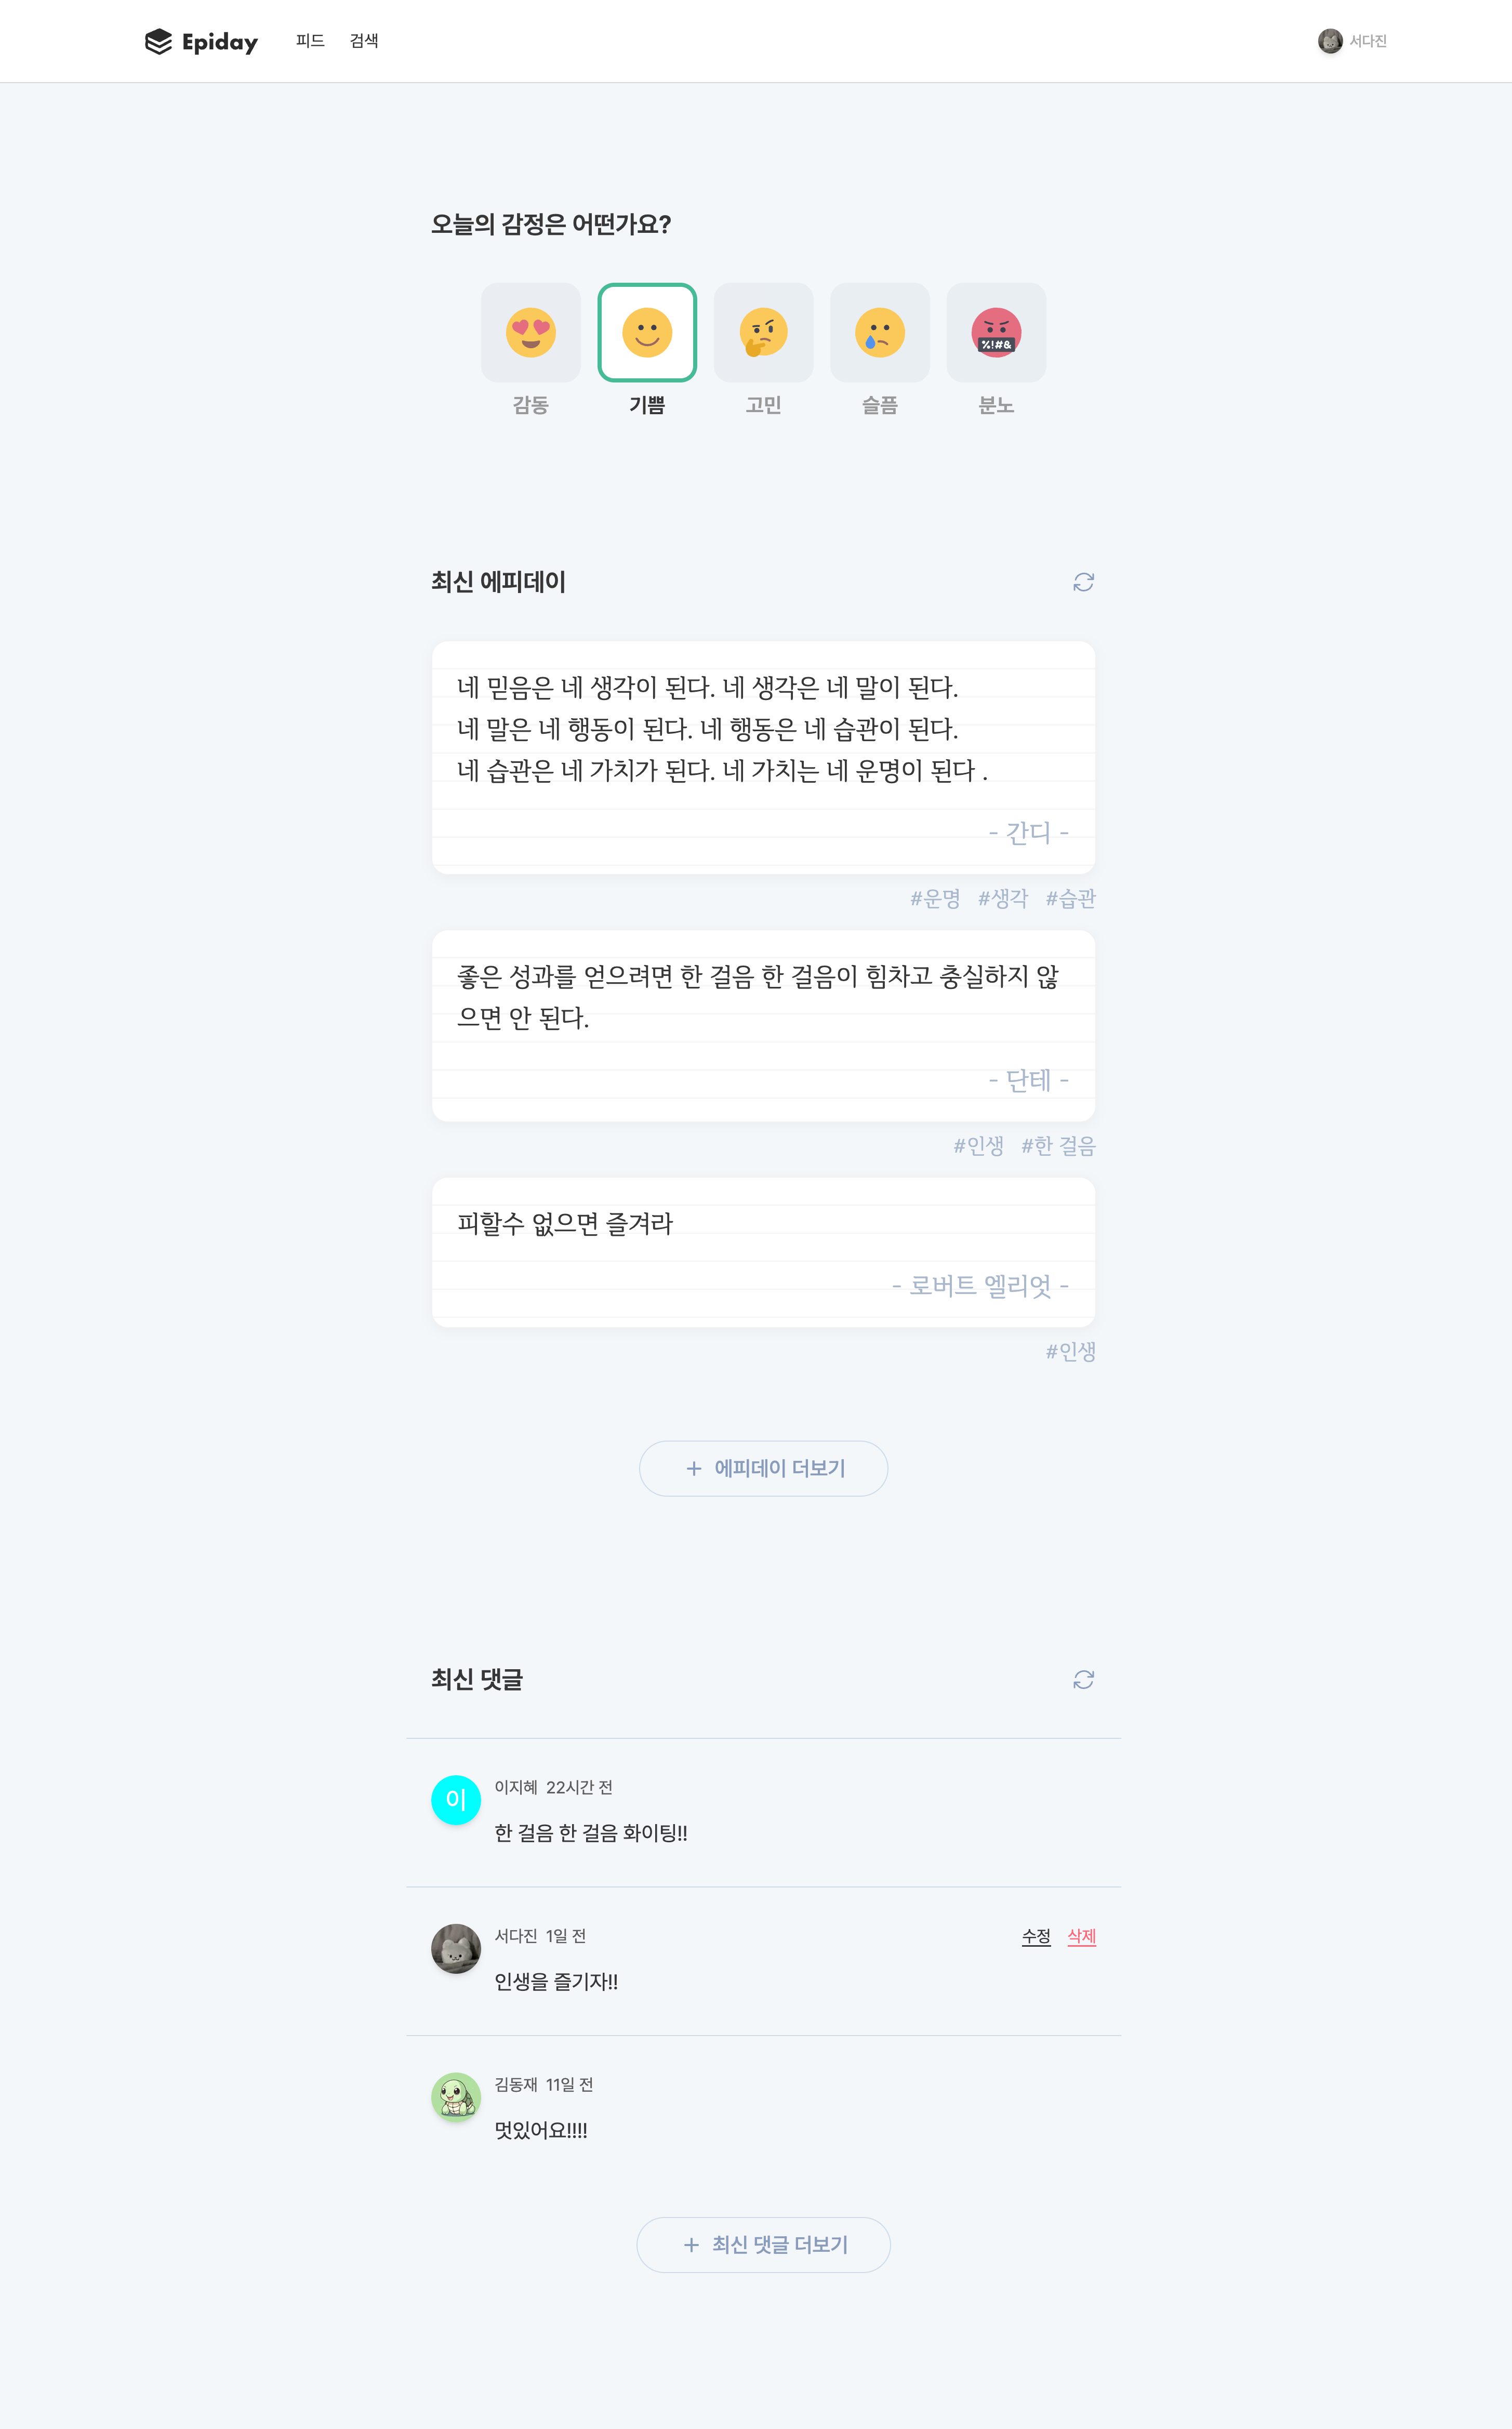 Epiday
피드
검색
서다진
오늘의 감정은 어떤가요?
%!#&
감동
기쁨
고민
슬픔
분노
최신 에피데이
네 믿음은 네 생각이 된다. 네 생각은 네 말이 된다.
네 말은 네 행동이 된다. 네 행동은 네 습관이 된다.
네 습관은 네 가치가 된다. 네 가치는 네 운명이 된다 .
- 간디 -
#운명 #생각 #습관
좋은 성과를 얻으려면 한 걸음 한 걸음이 힘차고 충실하지 않
으면 안 된다.
- 단테 -
#인생 #한 걸음
피할수 없으면 즐겨라
- 로버트 엘리엇 -
#인생
+ 에피데이 더보기
최신 댓글
이
이지혜 22시간 전
한 걸음 한 걸음 화이팅!!
서다진 1일 전
수정 삭제
인생을 즐기자!!
김동재 11일 전
멋있어요!!!!
+ 최신 댓글 더보기